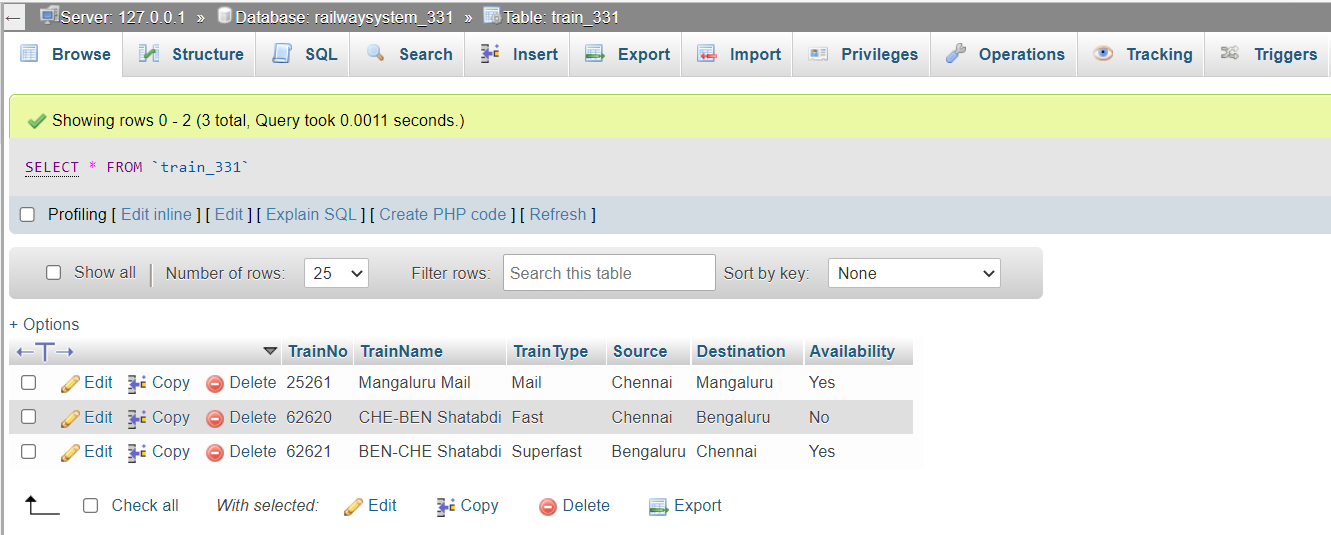 Server: 127.0.0.1 » Database: railwaysystem_331 » Table: train_331
Browse Structure SQL Search Insert Export Import Privileges Operations Tracking Triggers
Showing rows 0 - 2 (3 total, Query took 0.0011 seconds.)
SELECT * FROM `train_331`
Profiling [ Edit inline ] [ Edit ] [ Explain SQL ] [ Create PHP code ] [ Refresh ]
Show all Number of rows: 25 Filter rows: Search this table Sort by key: None
+ Options
TrainNo TrainName TrainType Source Destination Availability
Edit Copy Delete 25261 Mangaluru Mail Mail Chennai Mangaluru Yes
Edit Copy Delete 62620 CHE-BEN Shatabdi Fast Chennai Bengaluru No
Edit Copy Delete 62621 BEN-CHE Shatabdi Superfast Bengaluru Chennai Yes
Check all With selected: Edit Copy Delete Export